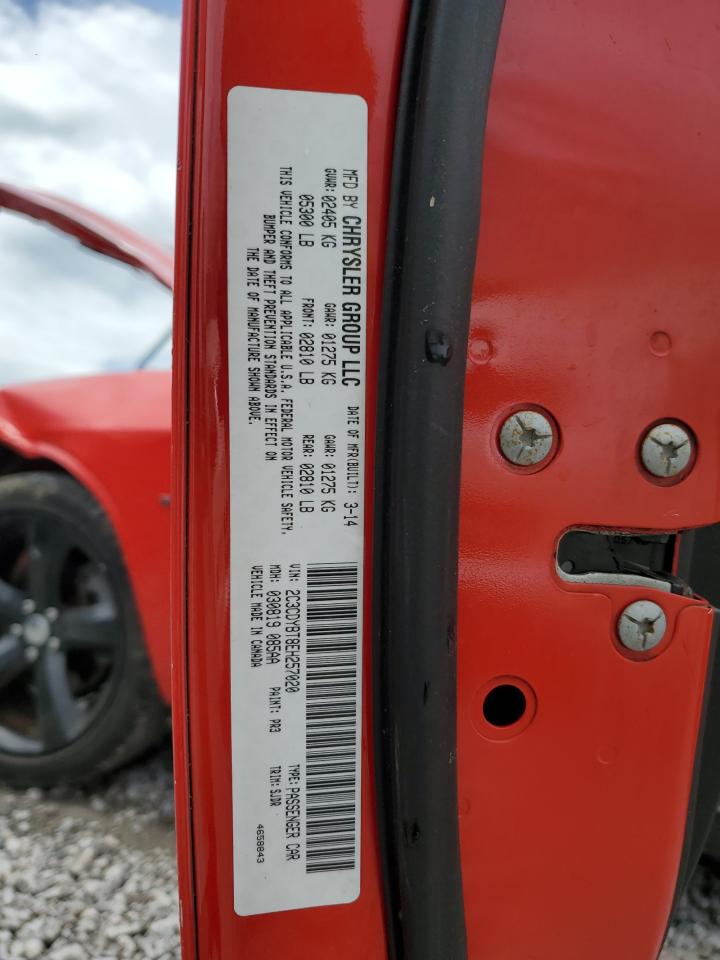 MFD BY CHRYSLER GROUP LLC DATE OF MFR(BUILT): 3-14
GVWR: 02405 KG GAWR: 01275 KG GAWR: 01275 KG
05300 LB FRONT: 02810 LB REAR: 02810 LB
THIS VEHICLE CONFORMS TO ALL APPLICABLE U.S.A. FEDERAL MOTOR VEHICLE SAFETY,
BUMPER AND THEFT PREVENTION STANDARDS IN EFFECT ON
THE DATE OF MANUFACTURE SHOWN ABOVE.
VIN: 2C3CDYBT8EH257020 TYPE: PASSENGER CAR
MDH: 030819 085AA PAINT: PR3 TRIM: SJDR
VEHICLE MADE IN CANADA 4658843